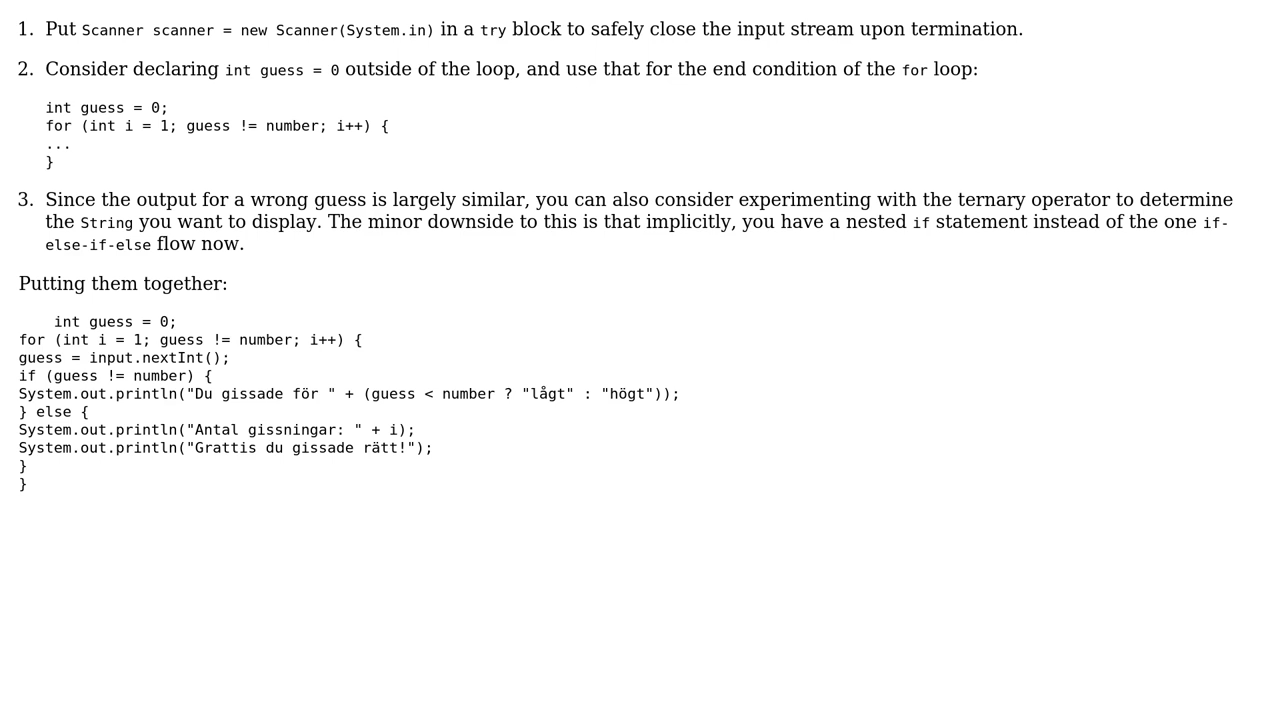 1. Put Scanner scanner = new Scanner(System.in) in a try block to safely close the input stream upon termination.
2. Consider declaring int guess = 0 outside of the loop, and use that for the end condition of the for loop:
int guess = 0;
for (int i = 1; guess != number; i++) {
...
}
3. Since the output for a wrong guess is largely similar, you can also consider experimenting with the ternary operator to determine
the String you want to display. The minor downside to this is that implicitly, you have a nested if statement instead of the one if-
else-if-else flow now.
Putting them together:
int guess = 0;
for (int i = 1; guess != number; i++) {
guess = input.nextInt();
if (guess != number) {
System.out.println("Du gissade för " + (guess < number ? "lågt" : "högt"));
} else {
System.out.println("Antal gissningar: " + i);
System.out.println("Grattis du gissade rätt!");
}
}